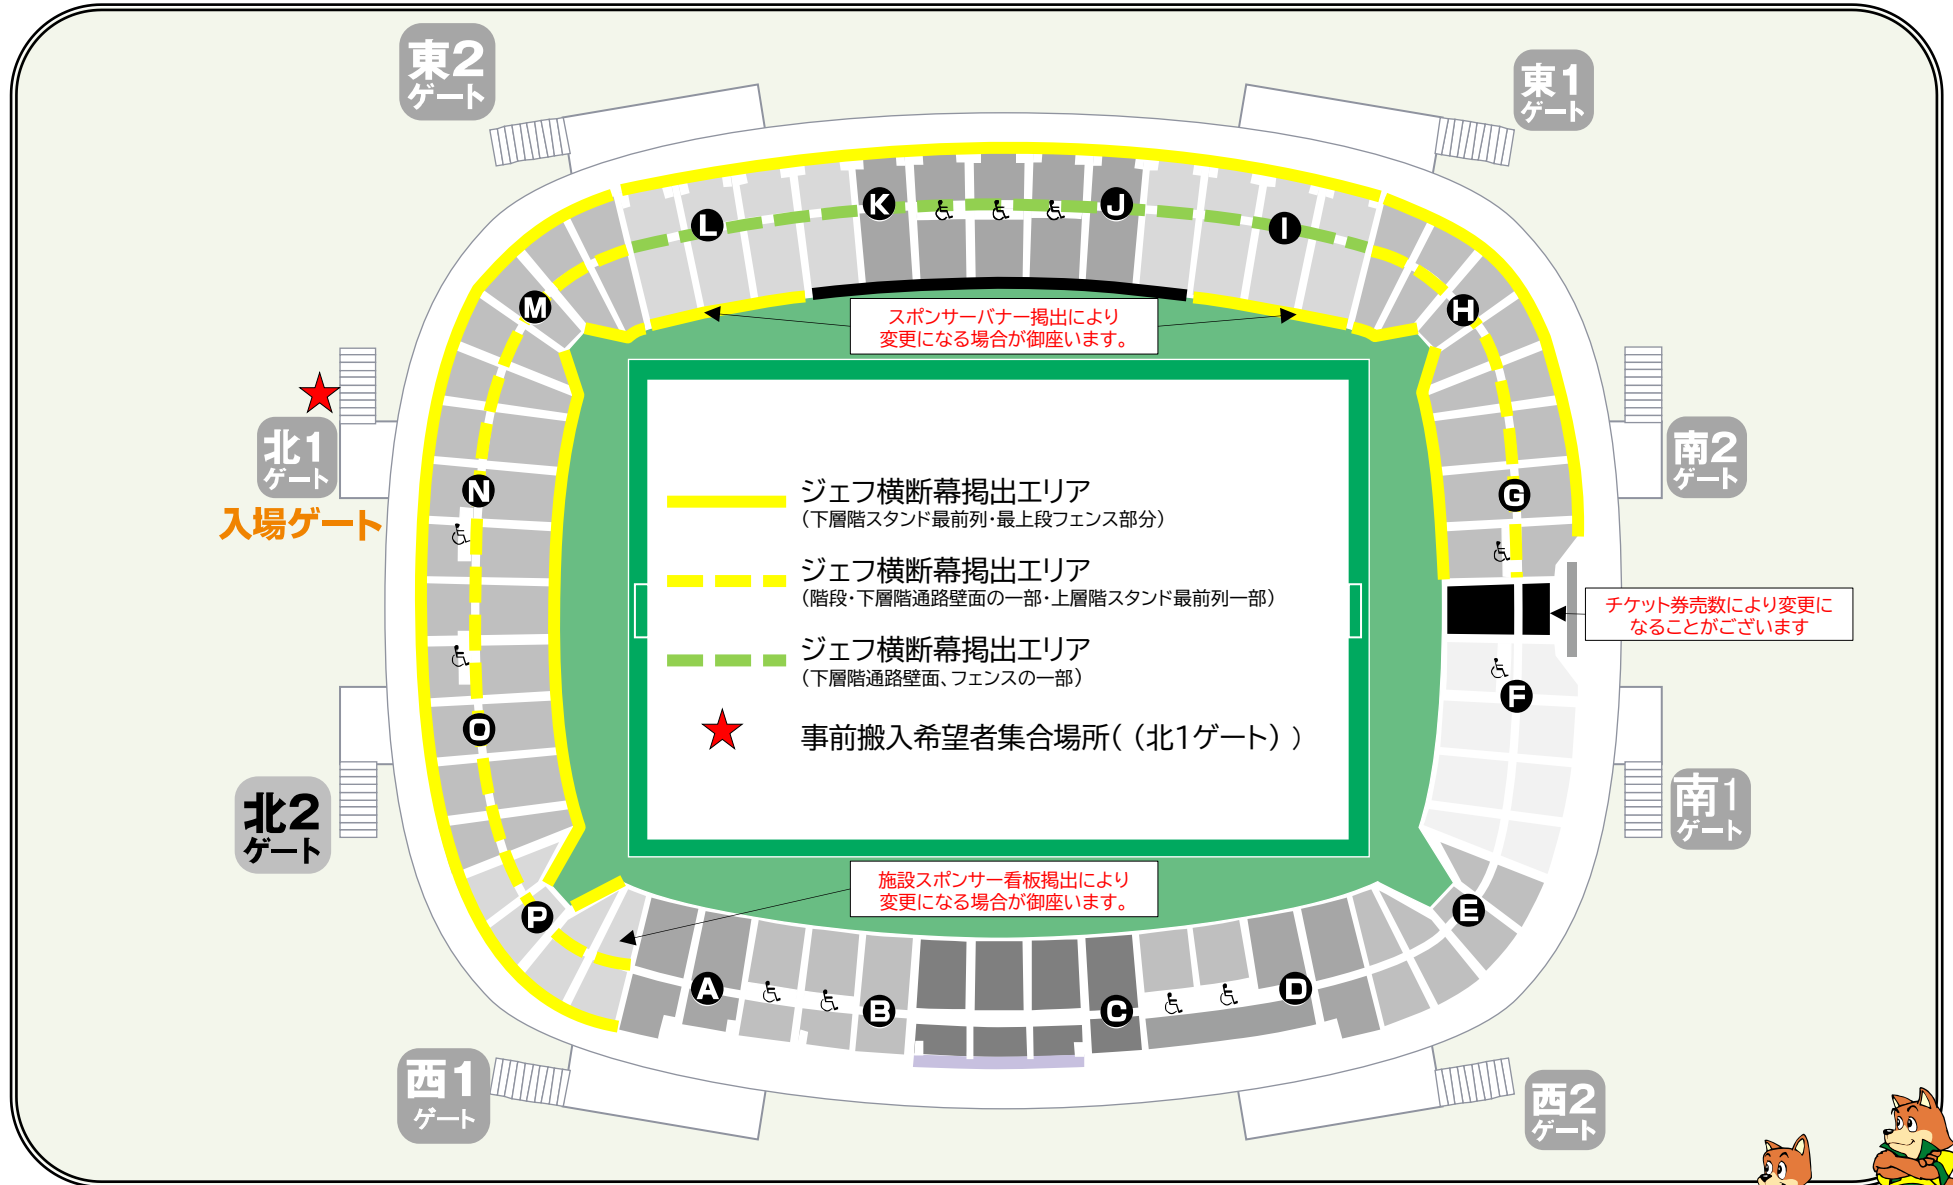 東2
ゲート
東1
ゲート
L
K
J
I
M
H
スポンサーバナー掲出により
変更になる場合が御座います。
北1
ゲート
入場ゲート
南2
ゲート
N
G
ジェフ横断幕掲出エリア
（下層階スタンド最前列・最上段フェンス部分）
ジェフ横断幕掲出エリア
（階段・下層階通路壁面の一部・上層階スタンド最前列一部）
ジェフ横断幕掲出エリア
（下層階通路壁面、フェンスの一部）
事前搬入希望者集合場所（（北1ゲート））
チケット券売数により変更に
なることがございます
F
O
北2
ゲート
南1
ゲート
施設スポンサー看板掲出により
変更になる場合が御座います。
P
E
A
B
C
D
西1
ゲート
西2
ゲート